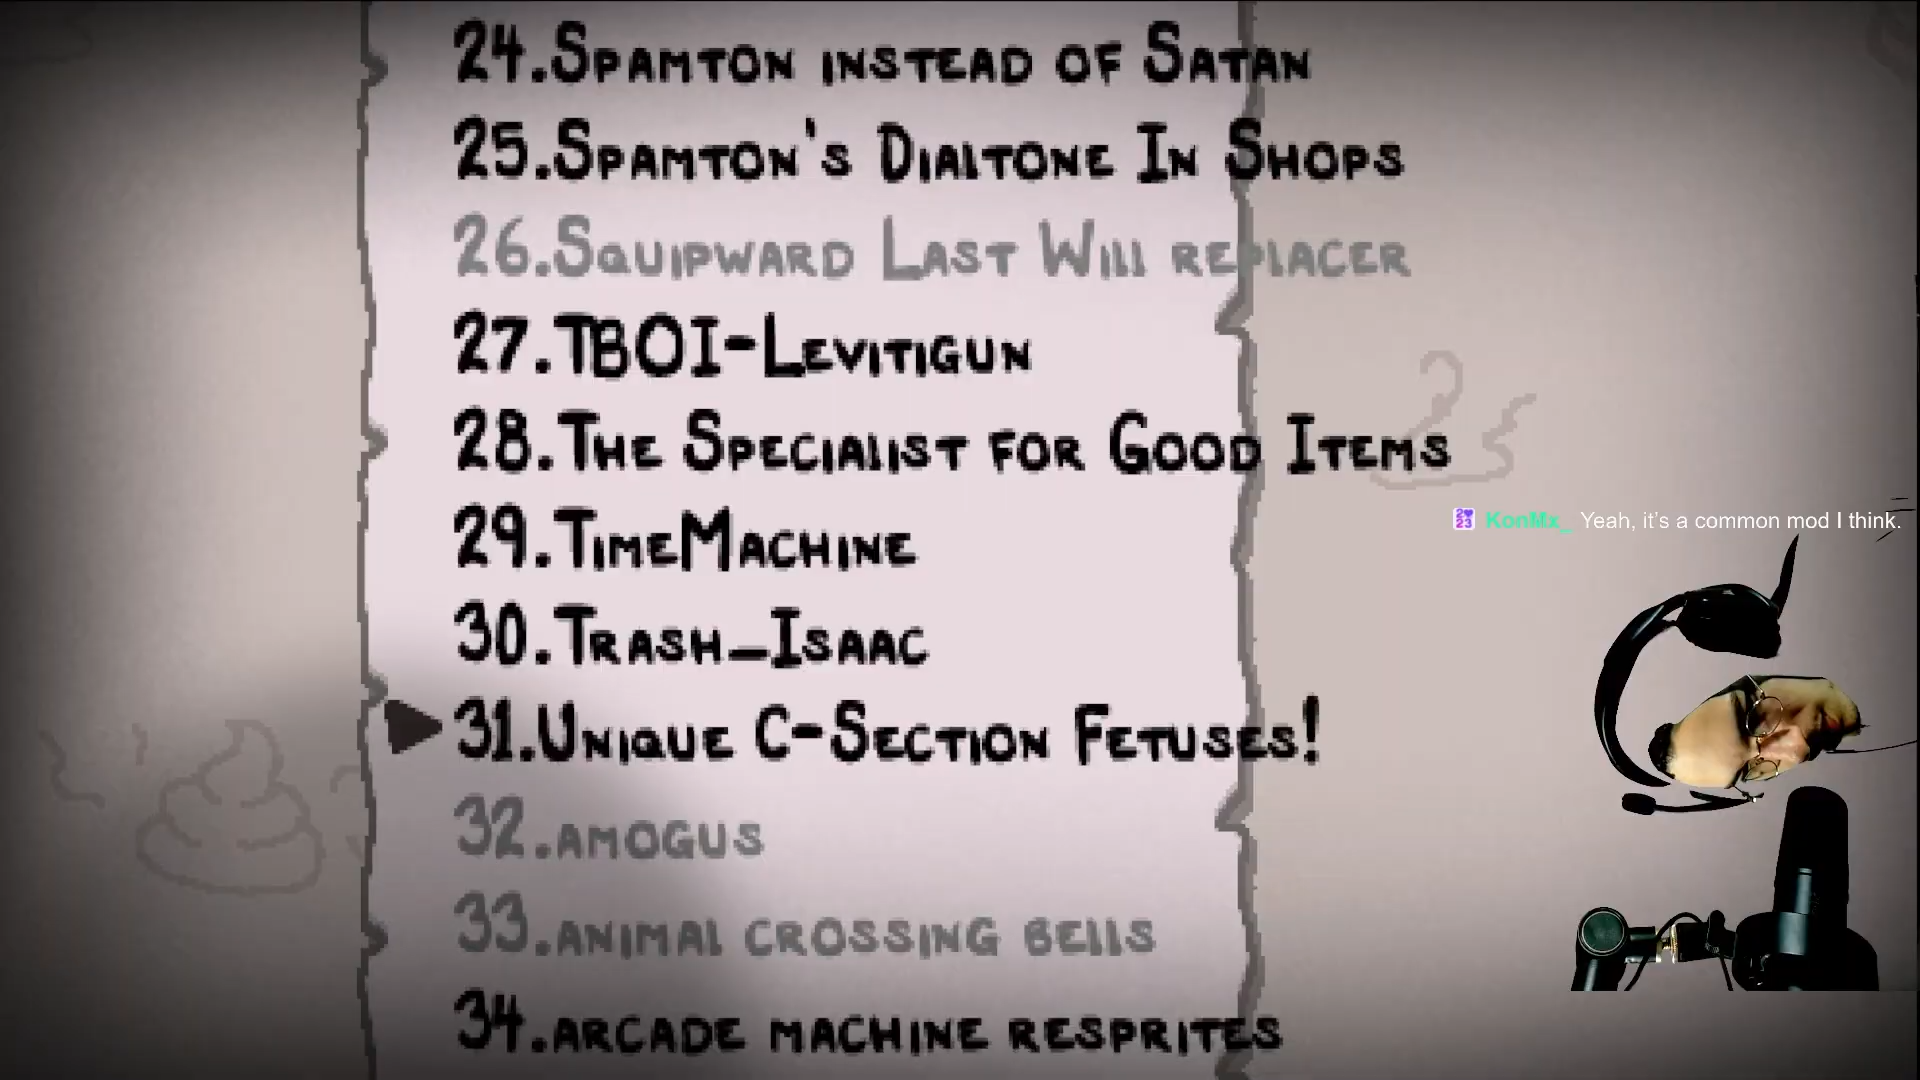 24.Spamton instead of Satan
25.Spamton's Dialtone In Shops
26.Squipward Last Will replacer
27.TBOI-Levitigun
28.The Specialist for Good Items
29.TimeMachine
30.Trash_Isaac
31.Unique C-Section Fetuses!
32.amogus
33.animal crossing bells
34.arcade machine resprites
KonMx_ Yeah, it's a common mod I think.